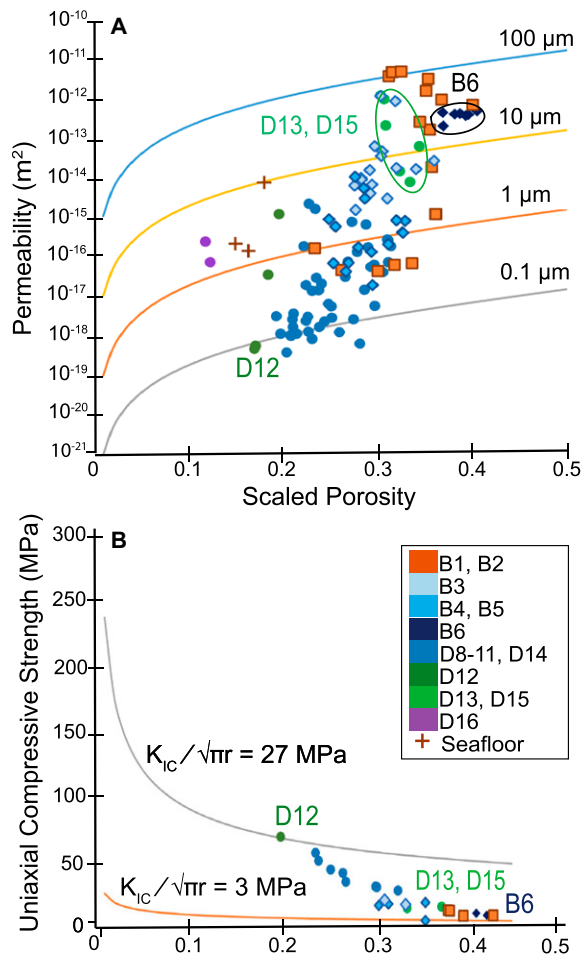 A
10⁻¹⁰
10⁻¹¹
10⁻¹²
10⁻¹³
10⁻¹⁴
10⁻¹⁵
10⁻¹⁶
10⁻¹⁷
10⁻¹⁸
10⁻¹⁹
10⁻²⁰
10⁻²¹
Permeability (m²)
100 µm
B6
D13, D15
10 µm
1 µm
0.1 µm
D12
0 0.1 0.2 0.3 0.4 0.5
Scaled Porosity
B
300
250
200
150
100
50
0
Uniaxial Compressive Strength (MPa)
B1, B2
B3
B4, B5
B6
D8-11, D14
D12
D13, D15
D16
Seafloor
K_IC/√πr = 27 MPa
D12
K_IC/√πr = 3 MPa
D13, D15
B6
0 0.1 0.2 0.3 0.4 0.5